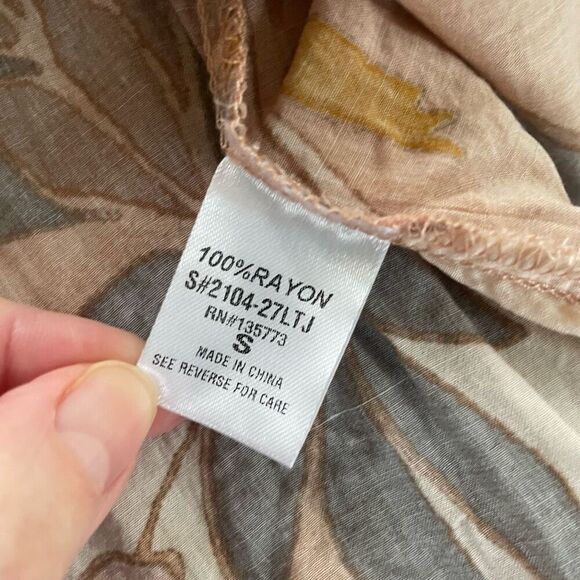 100%RAYON
S#2104-27LTJ
RN#135773
S
MADE IN CHINA
SEE REVERSE FOR CARE